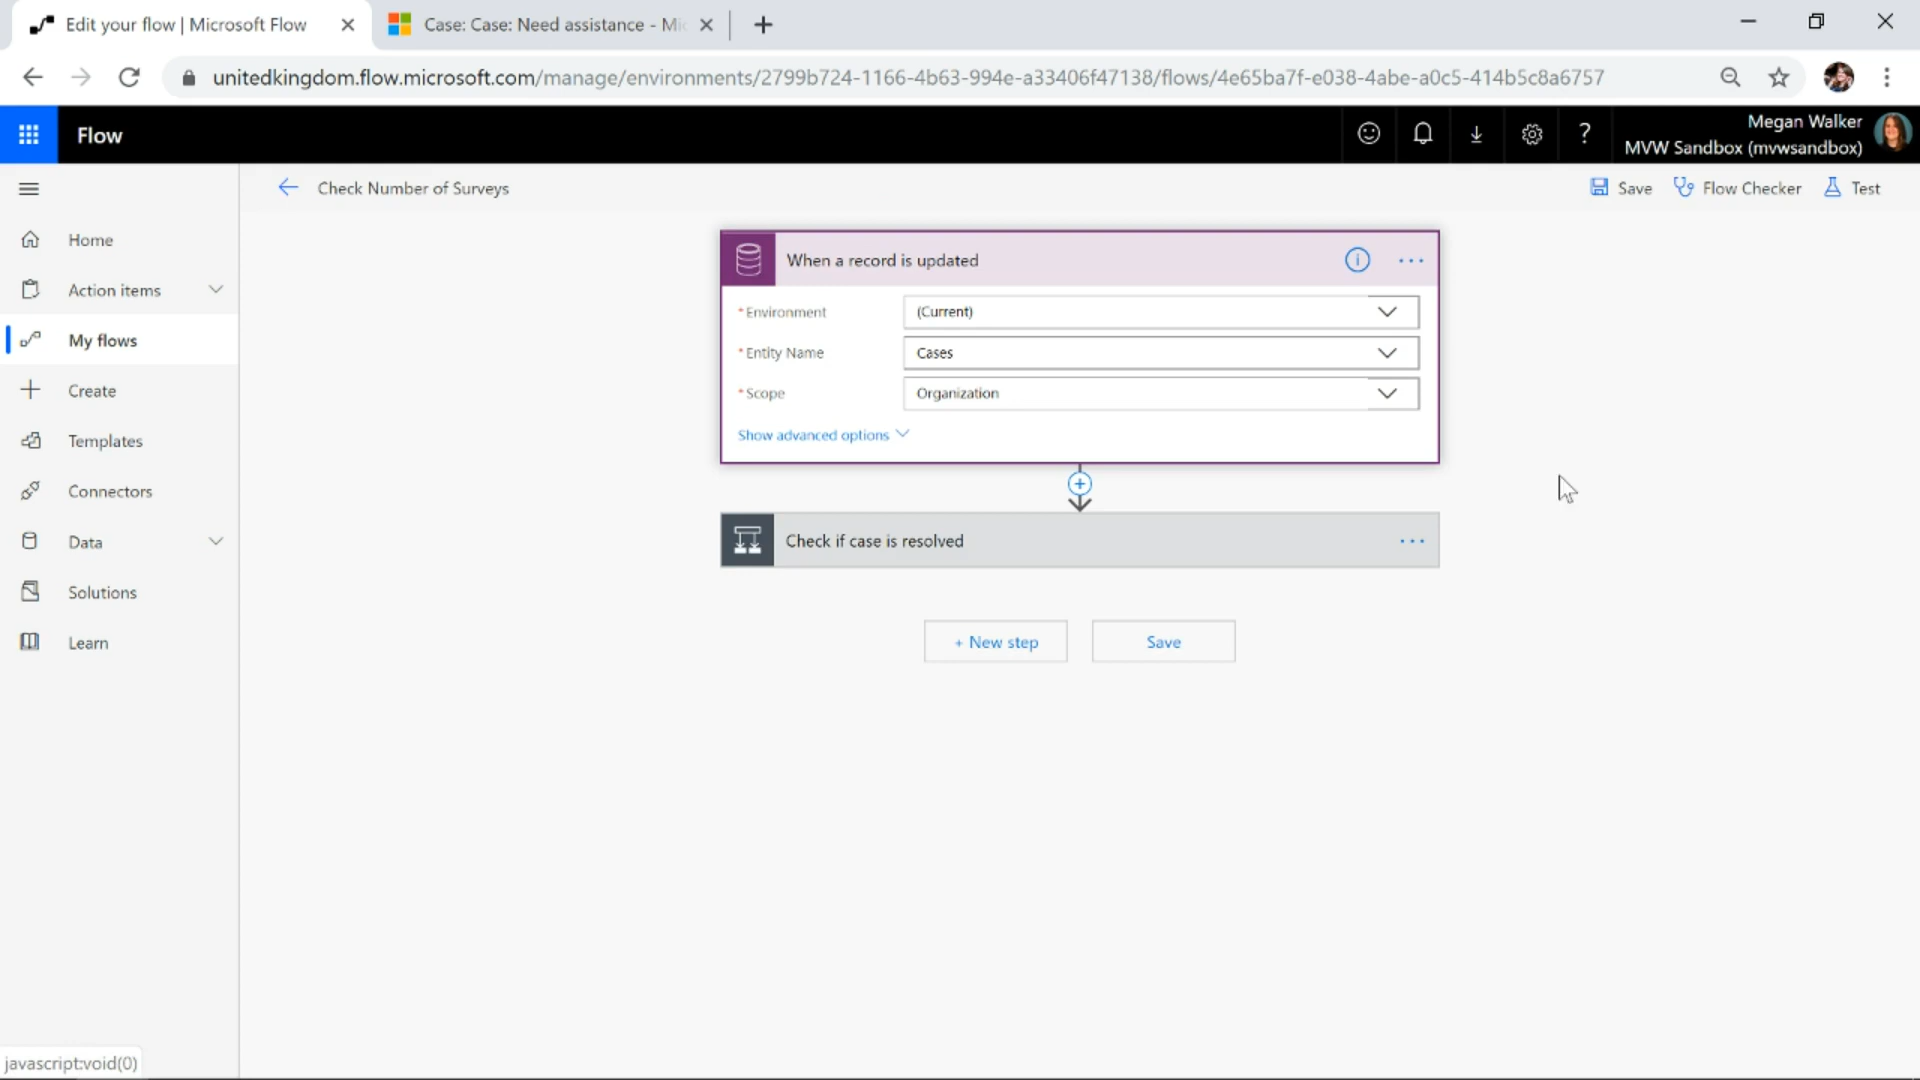 Edit your flow | Microsoft Flow
Case: Case: Need assistance - Mic
unitedkingdom.flow.microsoft.com/manage/environments/2799b724-1166-4b63-994e-a33406f47138/flows/4e65ba7f-e038-4abe-a0c5-414b5c8a6757
Flow
Megan Walker
MVW Sandbox (mvwsandbox)
Check Number of Surveys
Save
Flow Checker
Test
Home
Action items
My flows
Create
Templates
Connectors
Data
Solutions
Learn
When a record is updated
* Environment
(Current)
* Entity Name
Cases
* Scope
Organization
Show advanced options
Check if case is resolved
+ New step
Save
javascript:void(0)